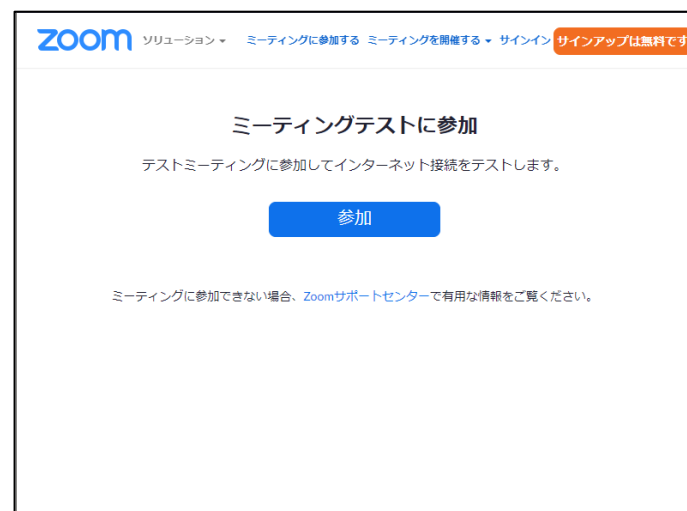 zoom ソリューション ミーティングに参加する ミーティングを開催する サインイン サインアップは無料です
ミーティングテストに参加
テストミーティングに参加してインターネット接続をテストします。
参加
ミーティングに参加できない場合、Zoomサポートセンターで有用な情報をご覧ください。